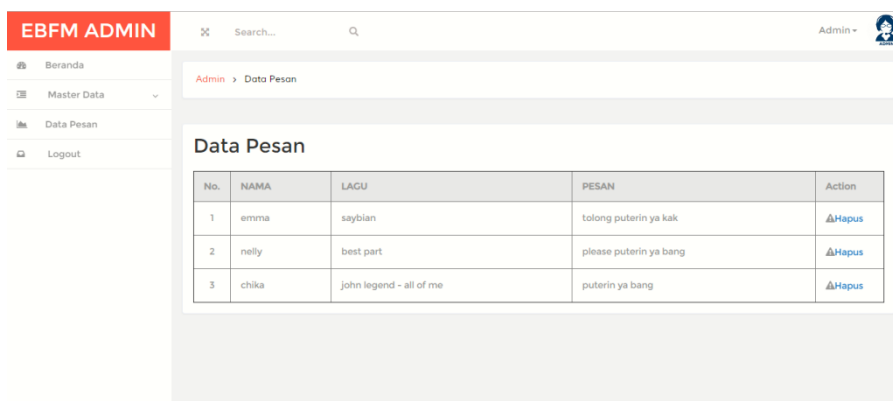 EBFM ADMIN
Search...
Admin
ADMIN
Beranda
Master Data
Data Pesan
Logout
Admin > Data Pesan
Data Pesan
No. NAMA LAGU PESAN Action
1 emma saybian tolong puterin ya kak Hapus
2 nelly best part please puterin ya bang Hapus
3 chika john legend - all of me puterin ya bang Hapus